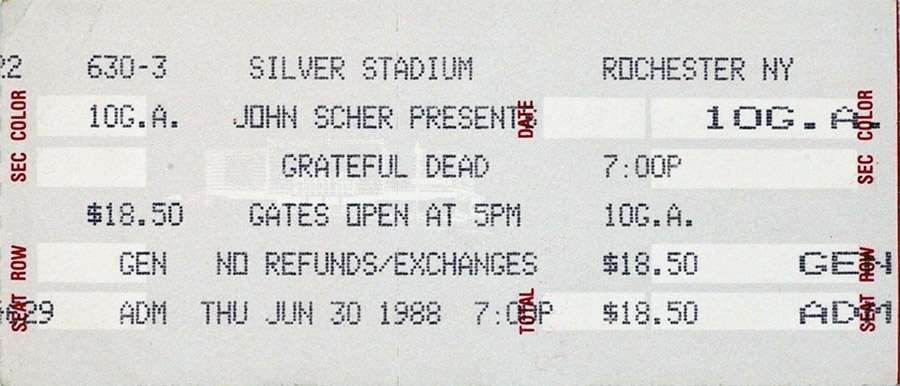 22 630-3 SILVER STADIUM ROCHESTER NY
SEC COLOR 10G.A. JOHN SCHER PRESENTS DATE 10G.A. SEC COLOR
GRATEFUL DEAD 7:00P
$18.50 GATES OPEN AT 5PM 10G.A.
SEAT ROW GEN NO REFUNDS/EXCHANGES $18.50 GEN SEAT ROW
629 ADM THU JUN 30 1988 7:00P TOTAL $18.50 ADM